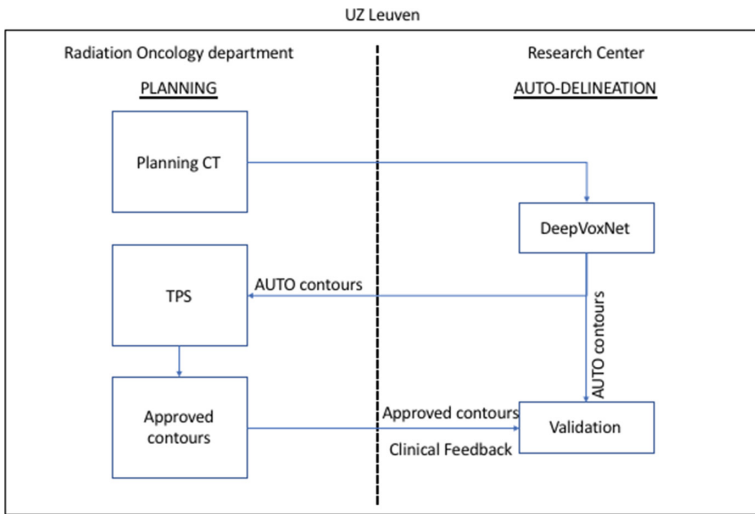 UZ Leuven
Radiation Oncology department
PLANNING
Research Center
AUTO-DELINEATION
Planning CT
DeepVoxNet
TPS
AUTO contours
AUTO contours
Approved
contours
Approved contours
Clinical Feedback
Validation